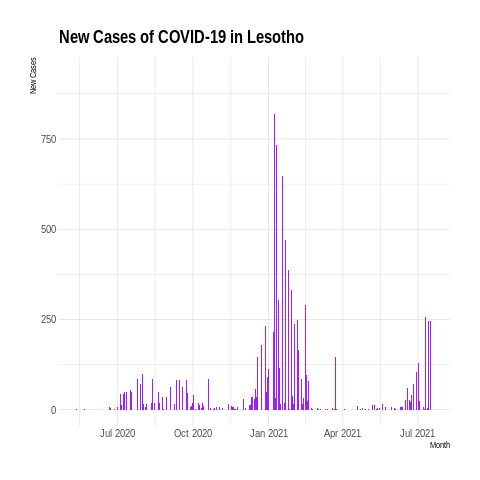 New Cases of COVID-19 in Lesotho
New Cases
750
500
250
0
Jul 2020
Oct 2020
Jan 2021
Apr 2021
Jul 2021
Month